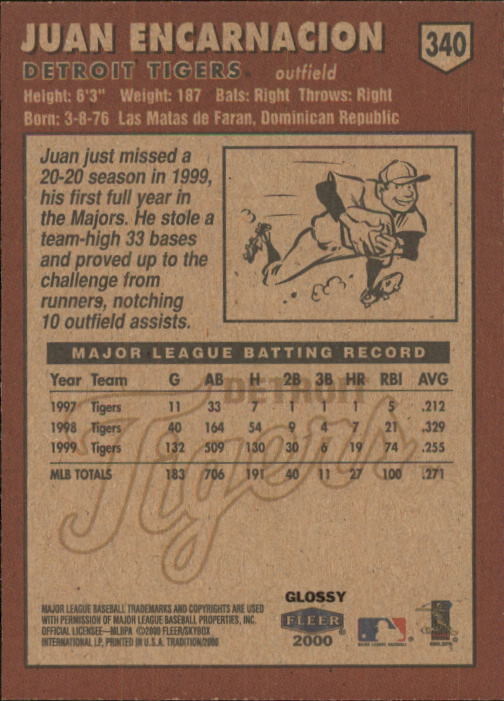 JUAN ENCARNACION
340
DETROIT TIGERS outfield
Height: 6'3" Weight: 187 Bats: Right Throws: Right
Born: 3-8-76 Las Matas de Faran, Dominican Republic
Juan just missed a
20-20 season in 1999,
his first full year in
the Majors. He stole a
team-high 33 bases
and proved up to the
challenge from
runners, notching
10 outfield assists.
MAJOR LEAGUE BATTING RECORD
Year Team G AB H 2B 3B HR RBI AVG
DETROIT
Tigers
1997 Tigers 11 33 7 1 1 1 5 .212
1998 Tigers 40 164 54 9 4 7 21 .329
1999 Tigers 132 509 130 30 6 19 74 .255
MLB TOTALS 183 706 191 40 11 27 100 .271
MAJOR LEAGUE BASEBALL TRADEMARKS AND COPYRIGHTS ARE USED
WITH PERMISSION OF MAJOR LEAGUE BASEBALL PROPERTIES, INC.
OFFICIAL LICENSEE—MLBPA ©2000 FLEER/SKYBOX
INTERNATIONAL LP, PRINTED IN U.S.A. TRADITION/2000
GLOSSY
FLEER
2000